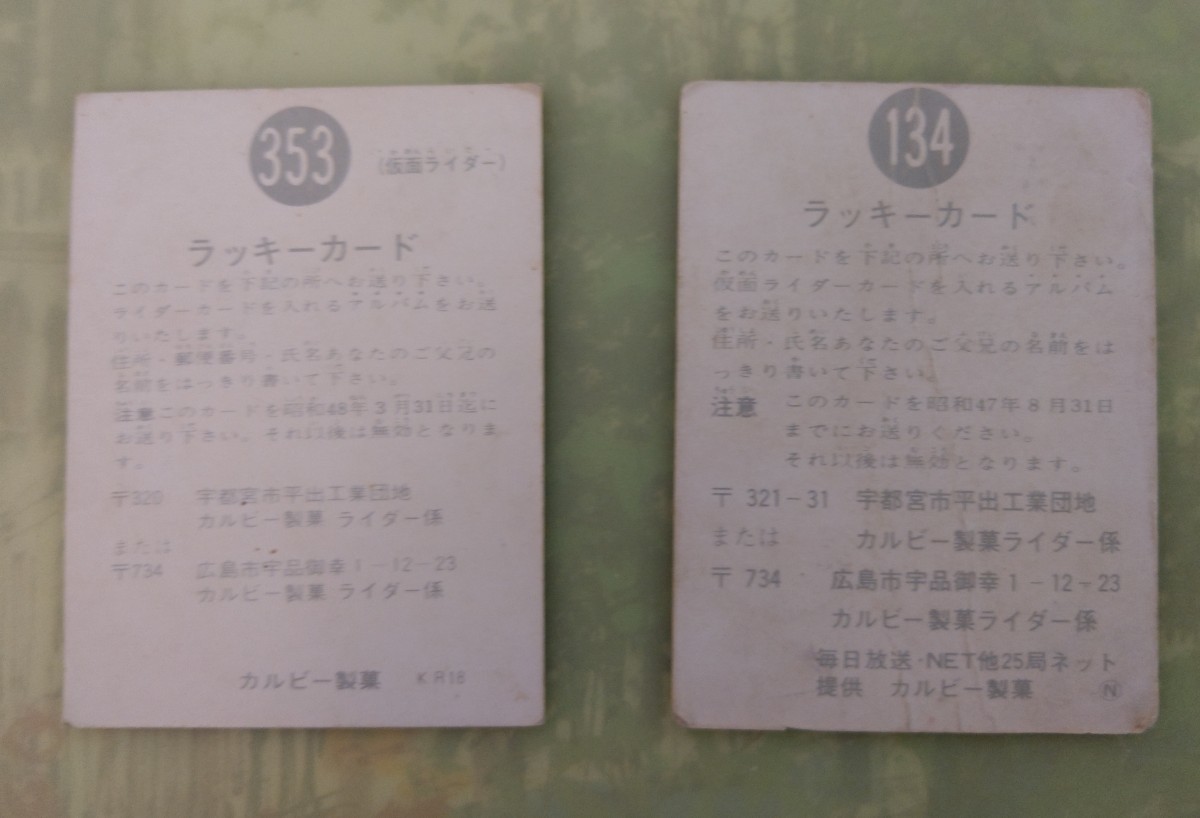 353
(仮面ライダー)
ラッキーカード
このカードを下記の所へお送り下さい。
ライダーカードを入れるアルバムをお送
りいたします。
住所・郵便番号・氏名あなたのご父兄の
名前をはっきり書いて下さい。
注意このカードを昭和48年3月31日迄に
お送り下さい。それ以後は無効となりま
す。
〒320 宇都宮市平出工業団地
カルビー製菓 ライダー係
または
〒734 広島市宇品御幸1-12-23
カルビー製菓 ライダー係
カルビー製菓 KR18
134
ラッキーカード
このカードを下記の所へお送り下さい。
仮面ライダーカードを入れるアルバム
をお送りいたします。
住所・氏名あなたのご父兄の名前をは
っきり書いて下さい。
注意 このカードを昭和47年8月31日
までにお送りください。
それ以後は無効となります。
〒321-31 宇都宮市平出工業団地
または カルビー製菓ライダー係
〒734 広島市宇品御幸1-12-23
カルビー製菓ライダー係
毎日放送・NET他25局ネット
提供 カルビー製菓 Ⓝ